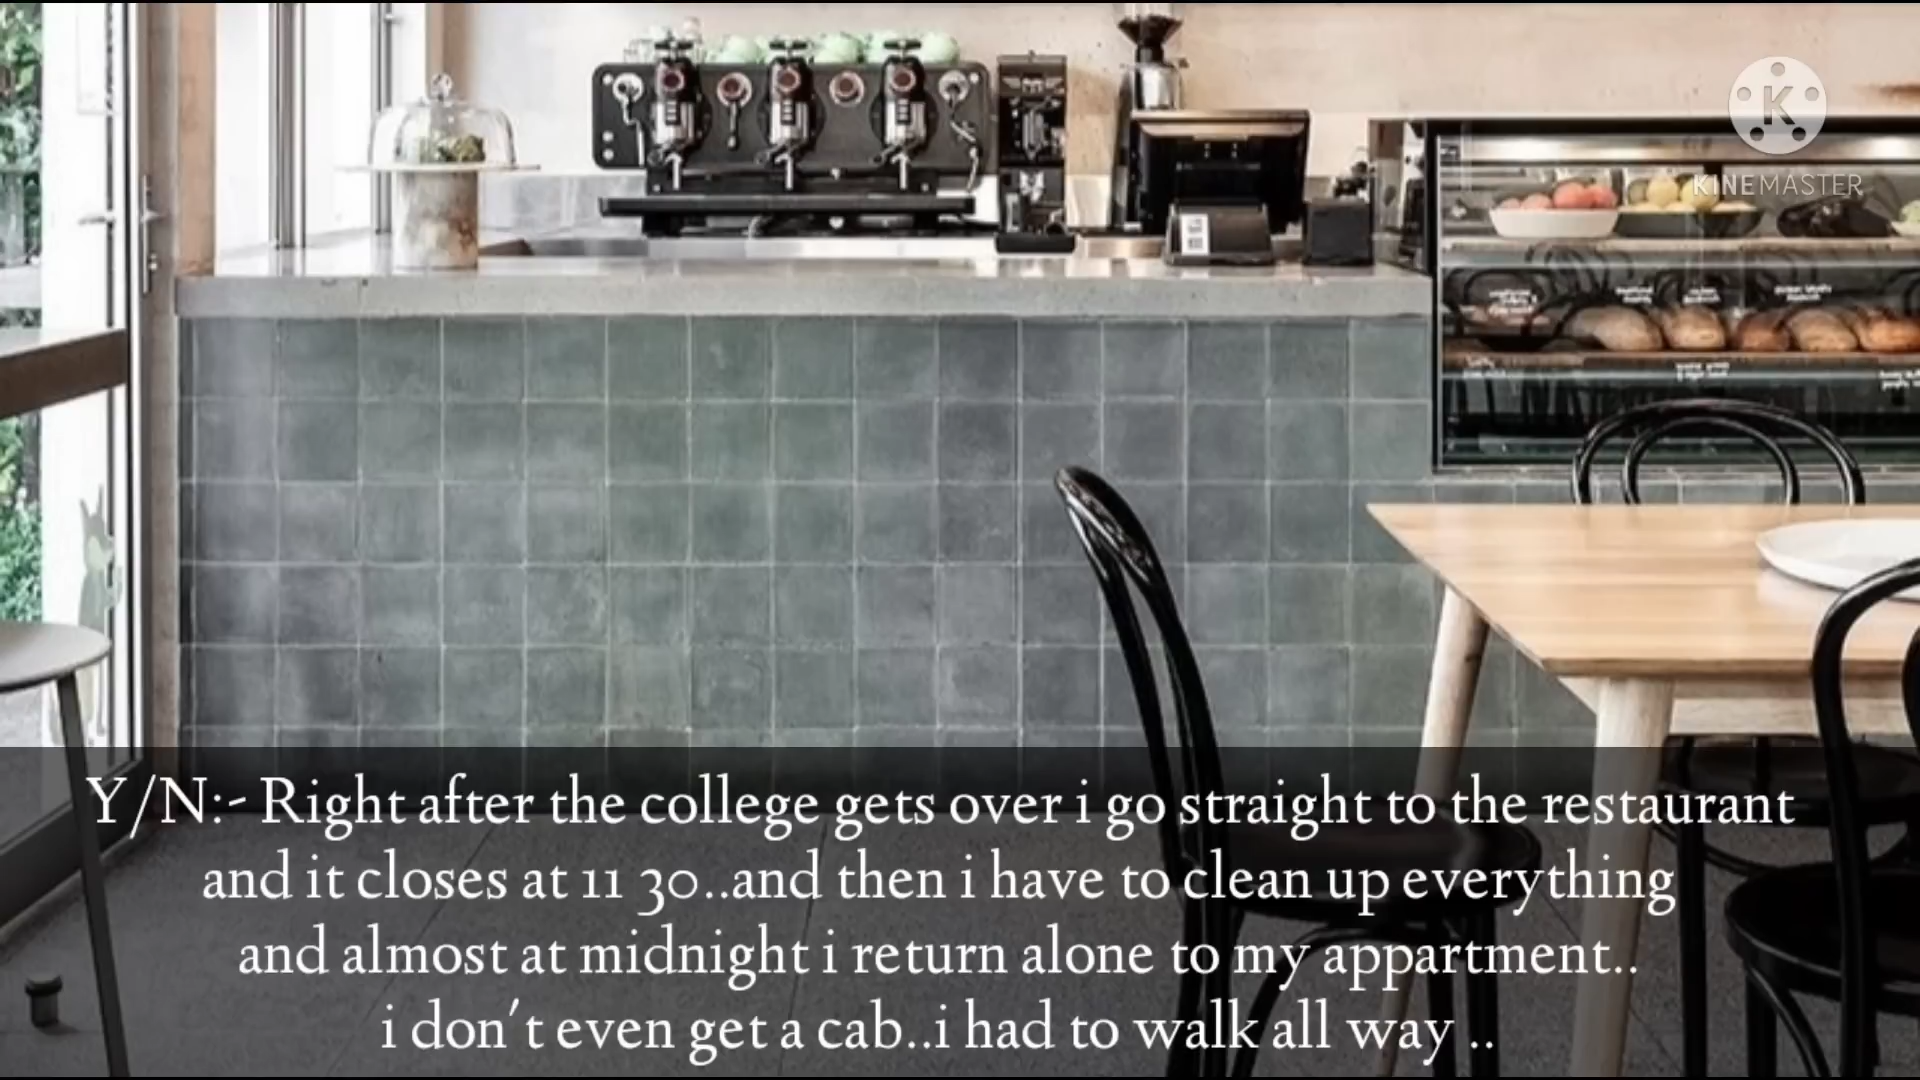 K
KINEMASTER
Y/N:- Right after the college gets over i go straight to the restaurant
and it closes at 11 30..and then i have to clean up everything
and almost at midnight i return alone to my appartment..
i don't even get a cab..i had to walk all way ..